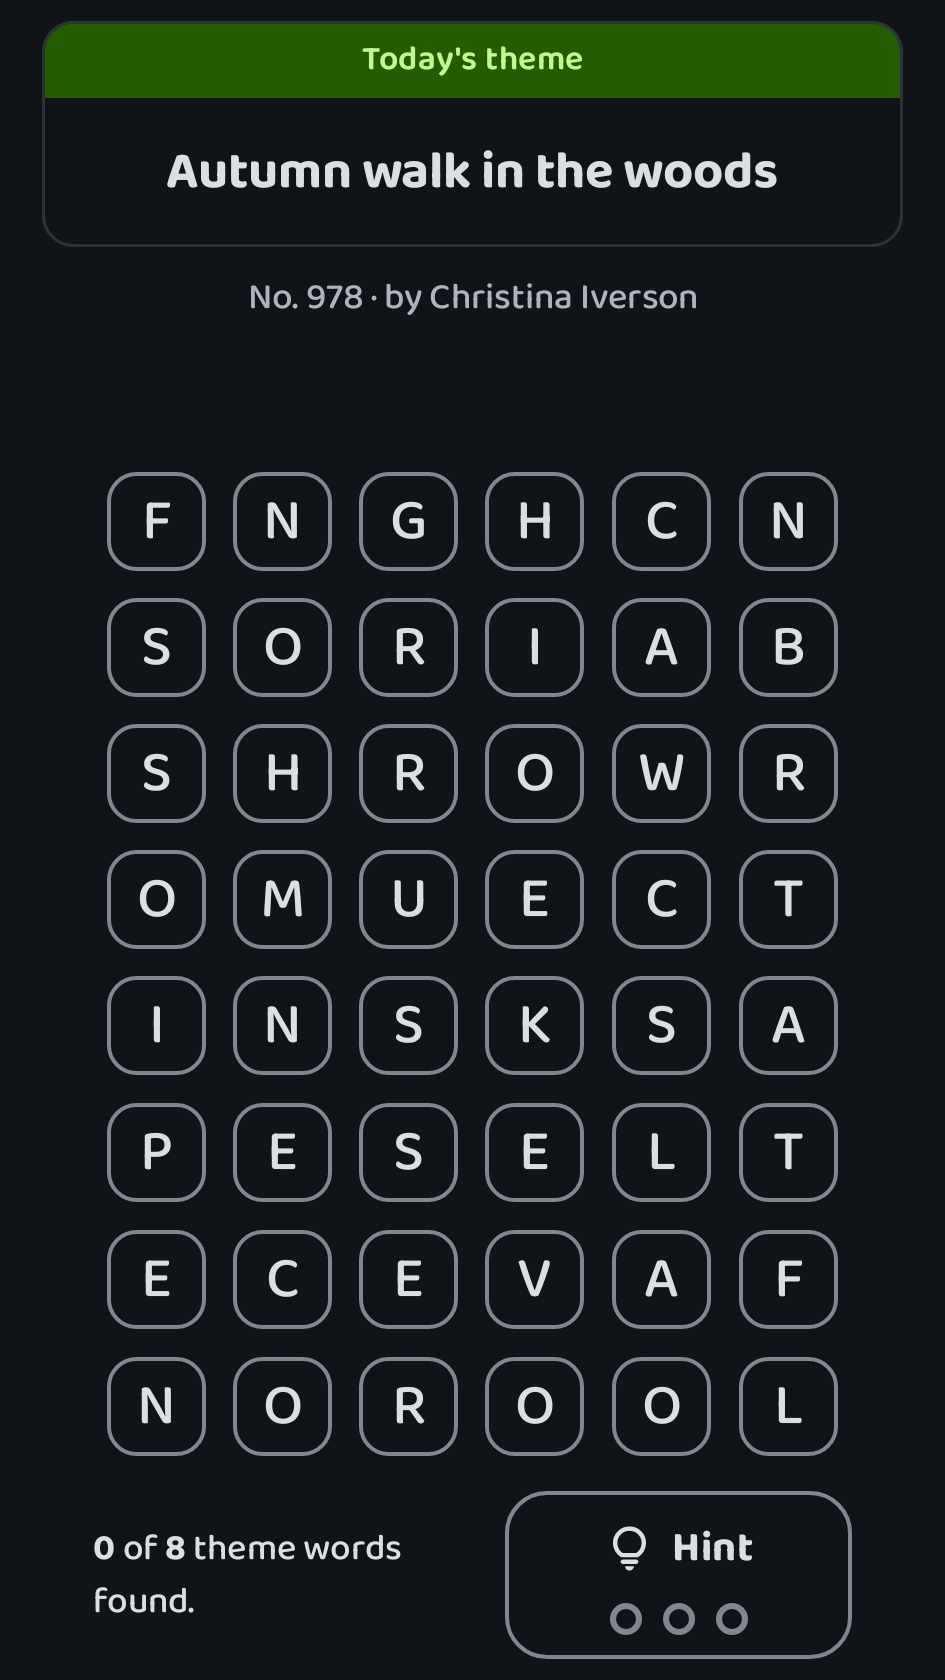 Today's theme
Autumn walk in the woods
No. 978 · by Christina Iverson
F N G H C N
S O R I A B
S H R O W R
O M U E C T
I N S K S A
P E S E L T
E C E V A F
N O R O O L
0 of 8 theme words
found.
Hint